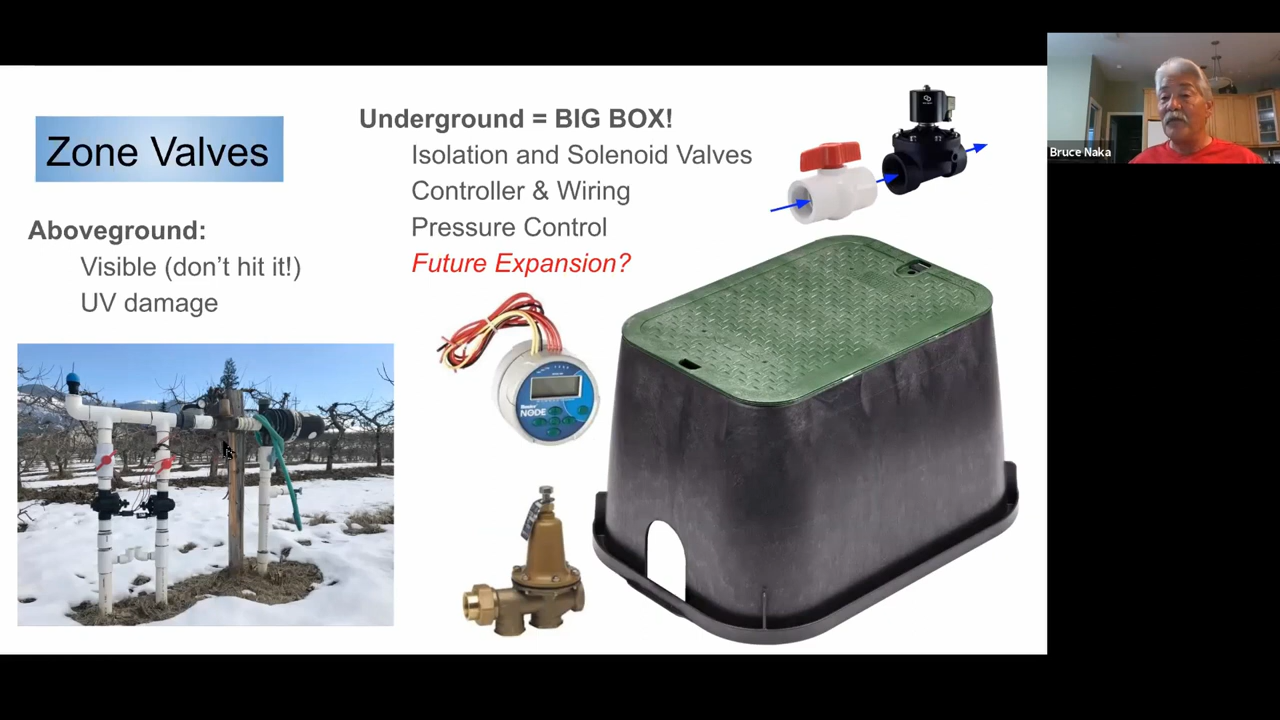 Zone Valves
Aboveground:
Visible (don't hit it!)
UV damage
Underground = BIG BOX!
Isolation and Solenoid Valves
Controller & Wiring
Pressure Control
Future Expansion?
NODE
Bruce Naka